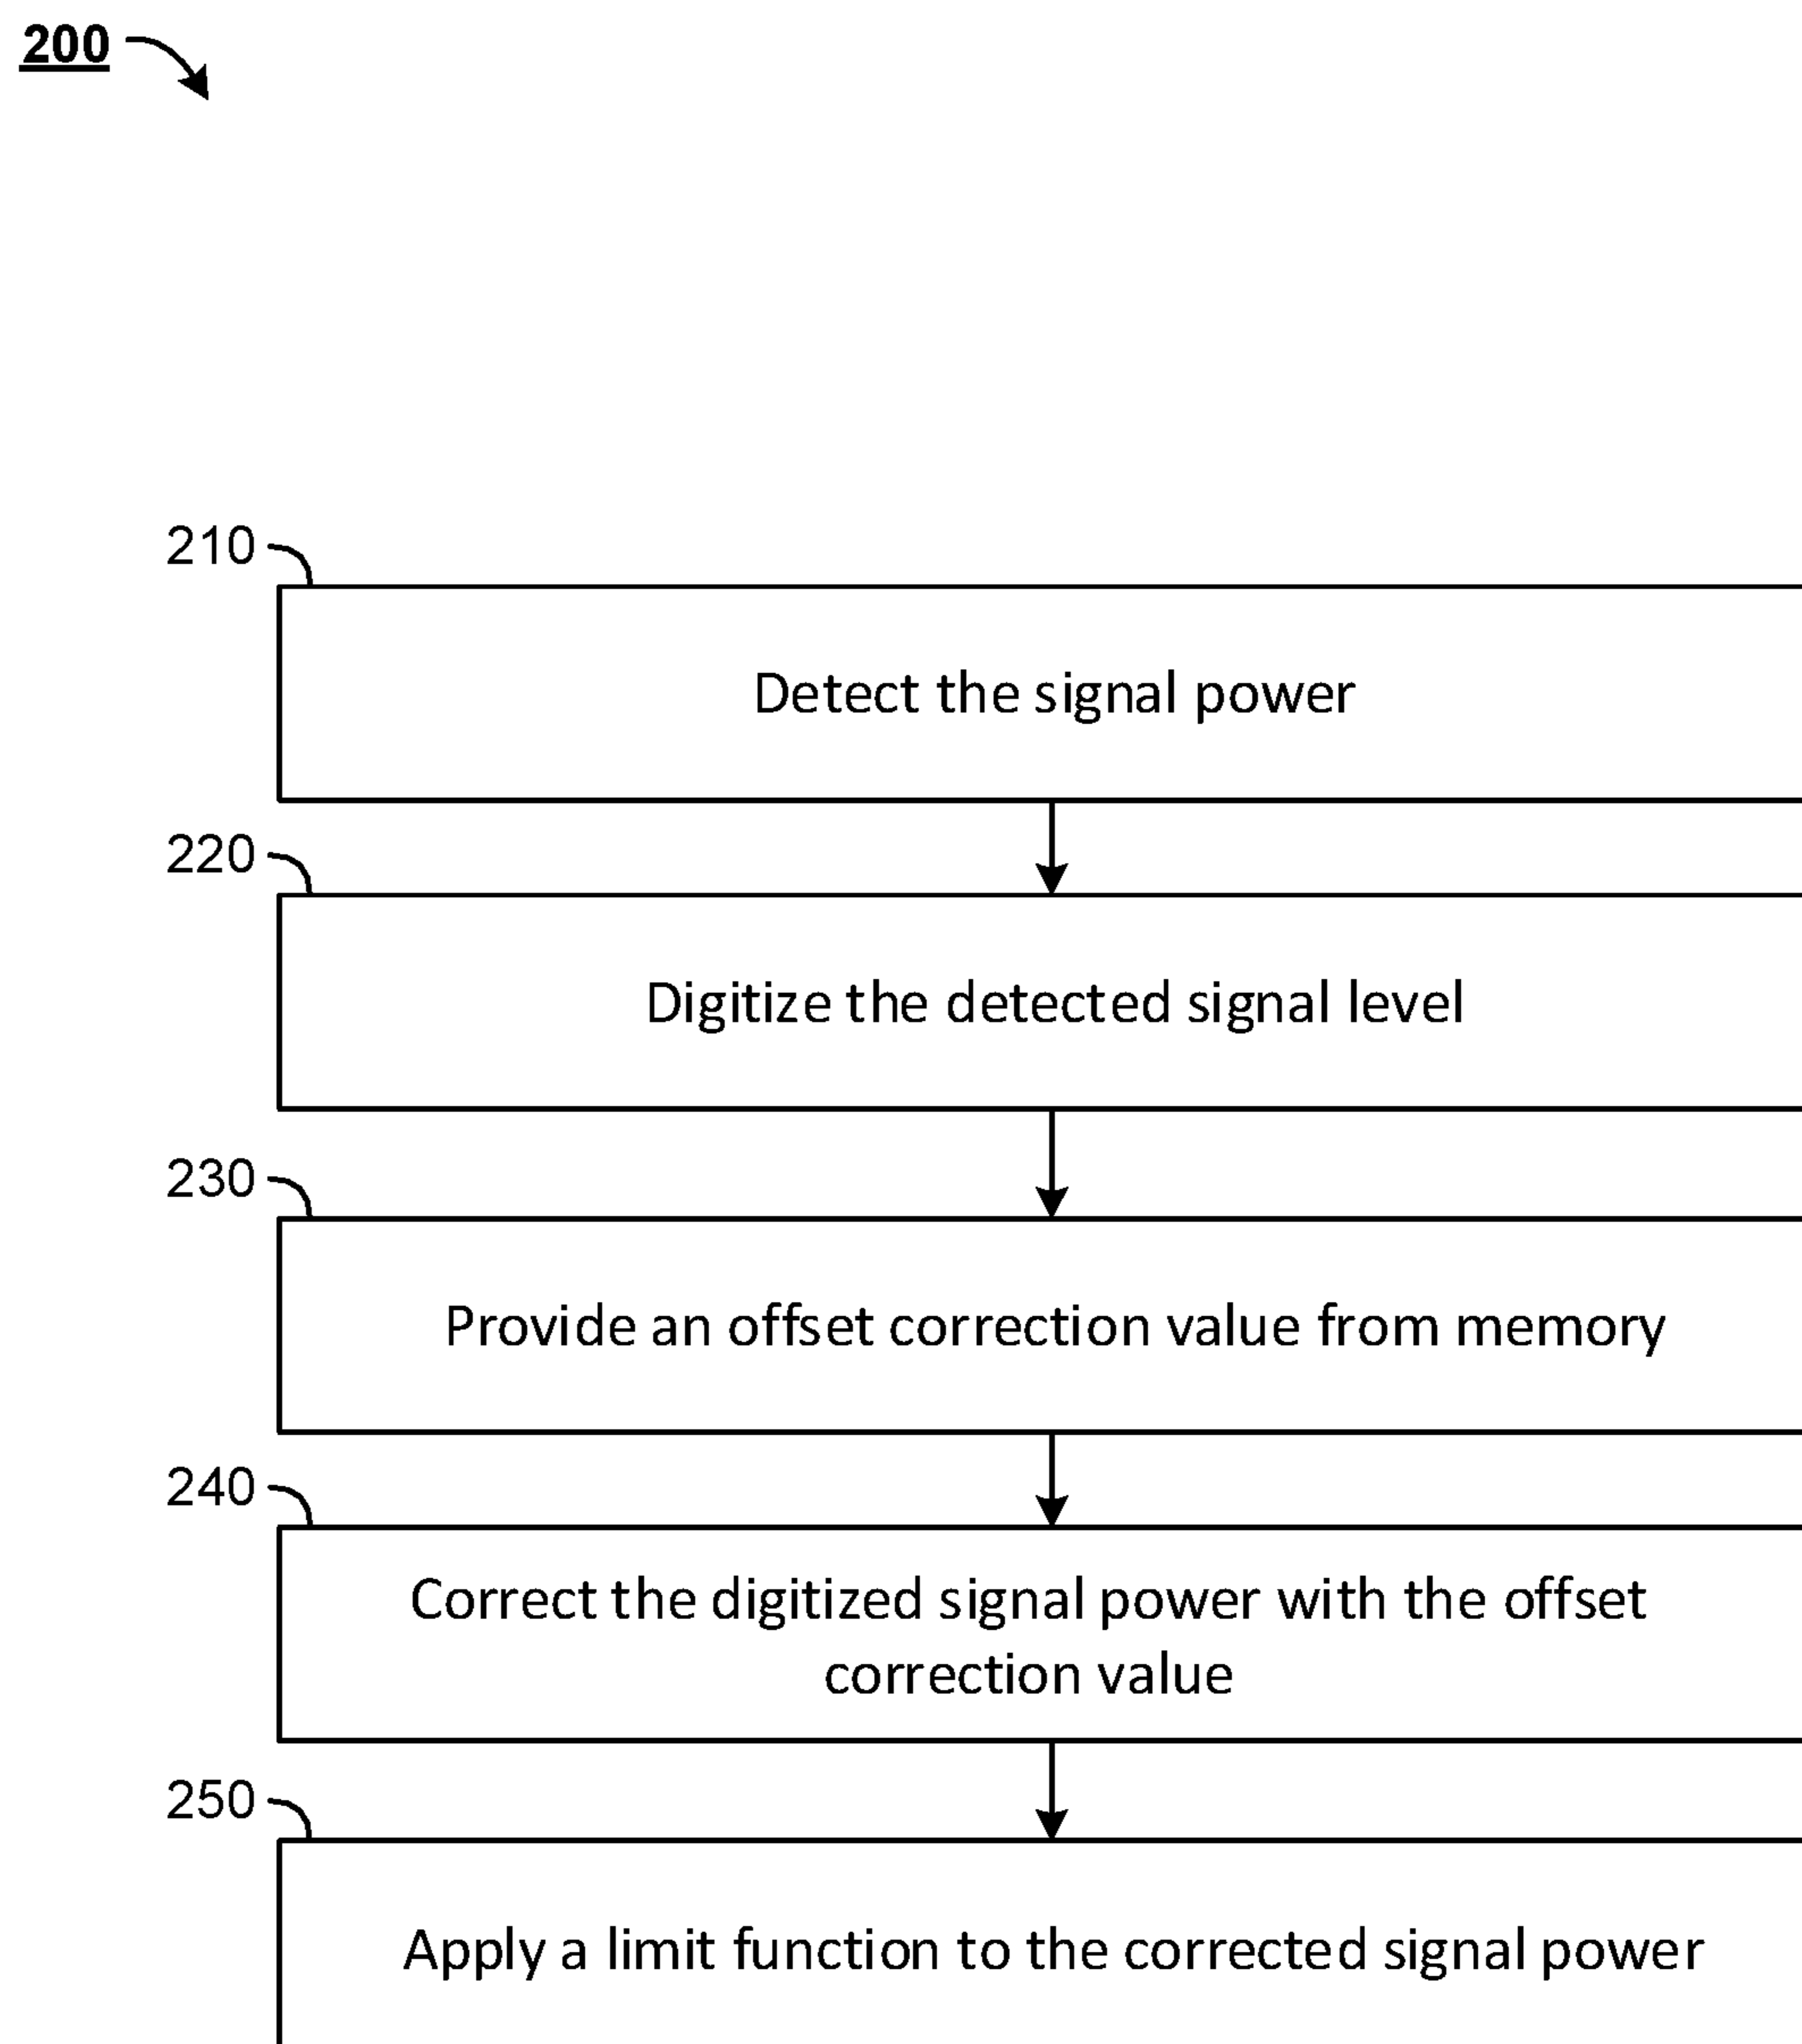 200
210
Detect the signal power
220
Digitize the detected signal level
230
Provide an offset correction value from memory
240
Correct the digitized signal power with the offset
correction value
250
Apply a limit function to the corrected signal power